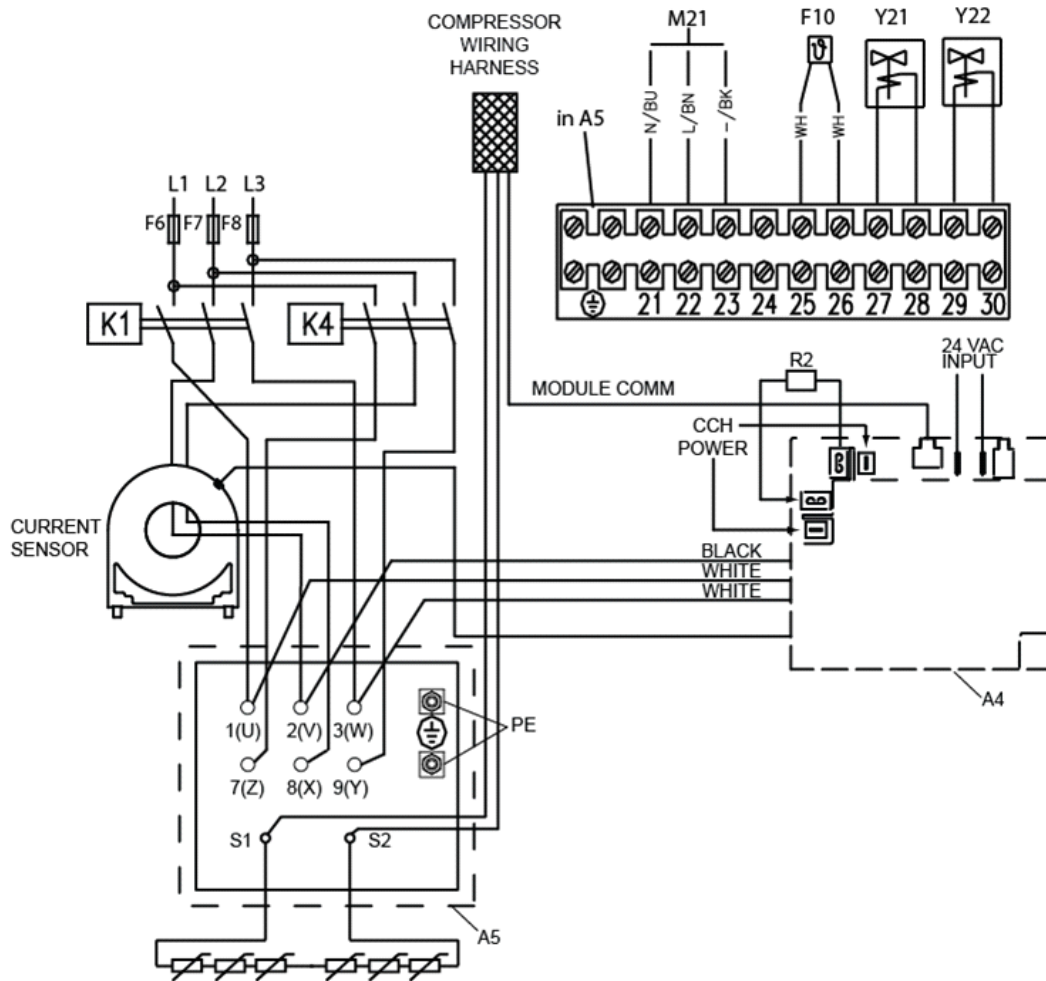 COMPRESSOR
WIRING
HARNESS
M21
F10
Y21
Y22
ϑ
N/BU
L/BN
-/BK
WH
WH
in A5
L1 L2 L3
F6 F7 F8
21 22 23 24 25 26 27 28 29 30
K1
K4
R2
24 VAC
INPUT
MODULE COMM
CCH
POWER
CURRENT
SENSOR
BLACK
WHITE
WHITE
A4
1(U) 2(V) 3(W)
PE
7(Z) 8(X) 9(Y)
S1
S2
A5